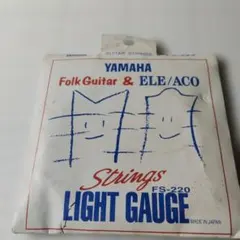 YAMAHA
Folk Guitar & ELE/ACO
Strings
FS-220
LIGHT GAUGE
MADE IN JAPAN